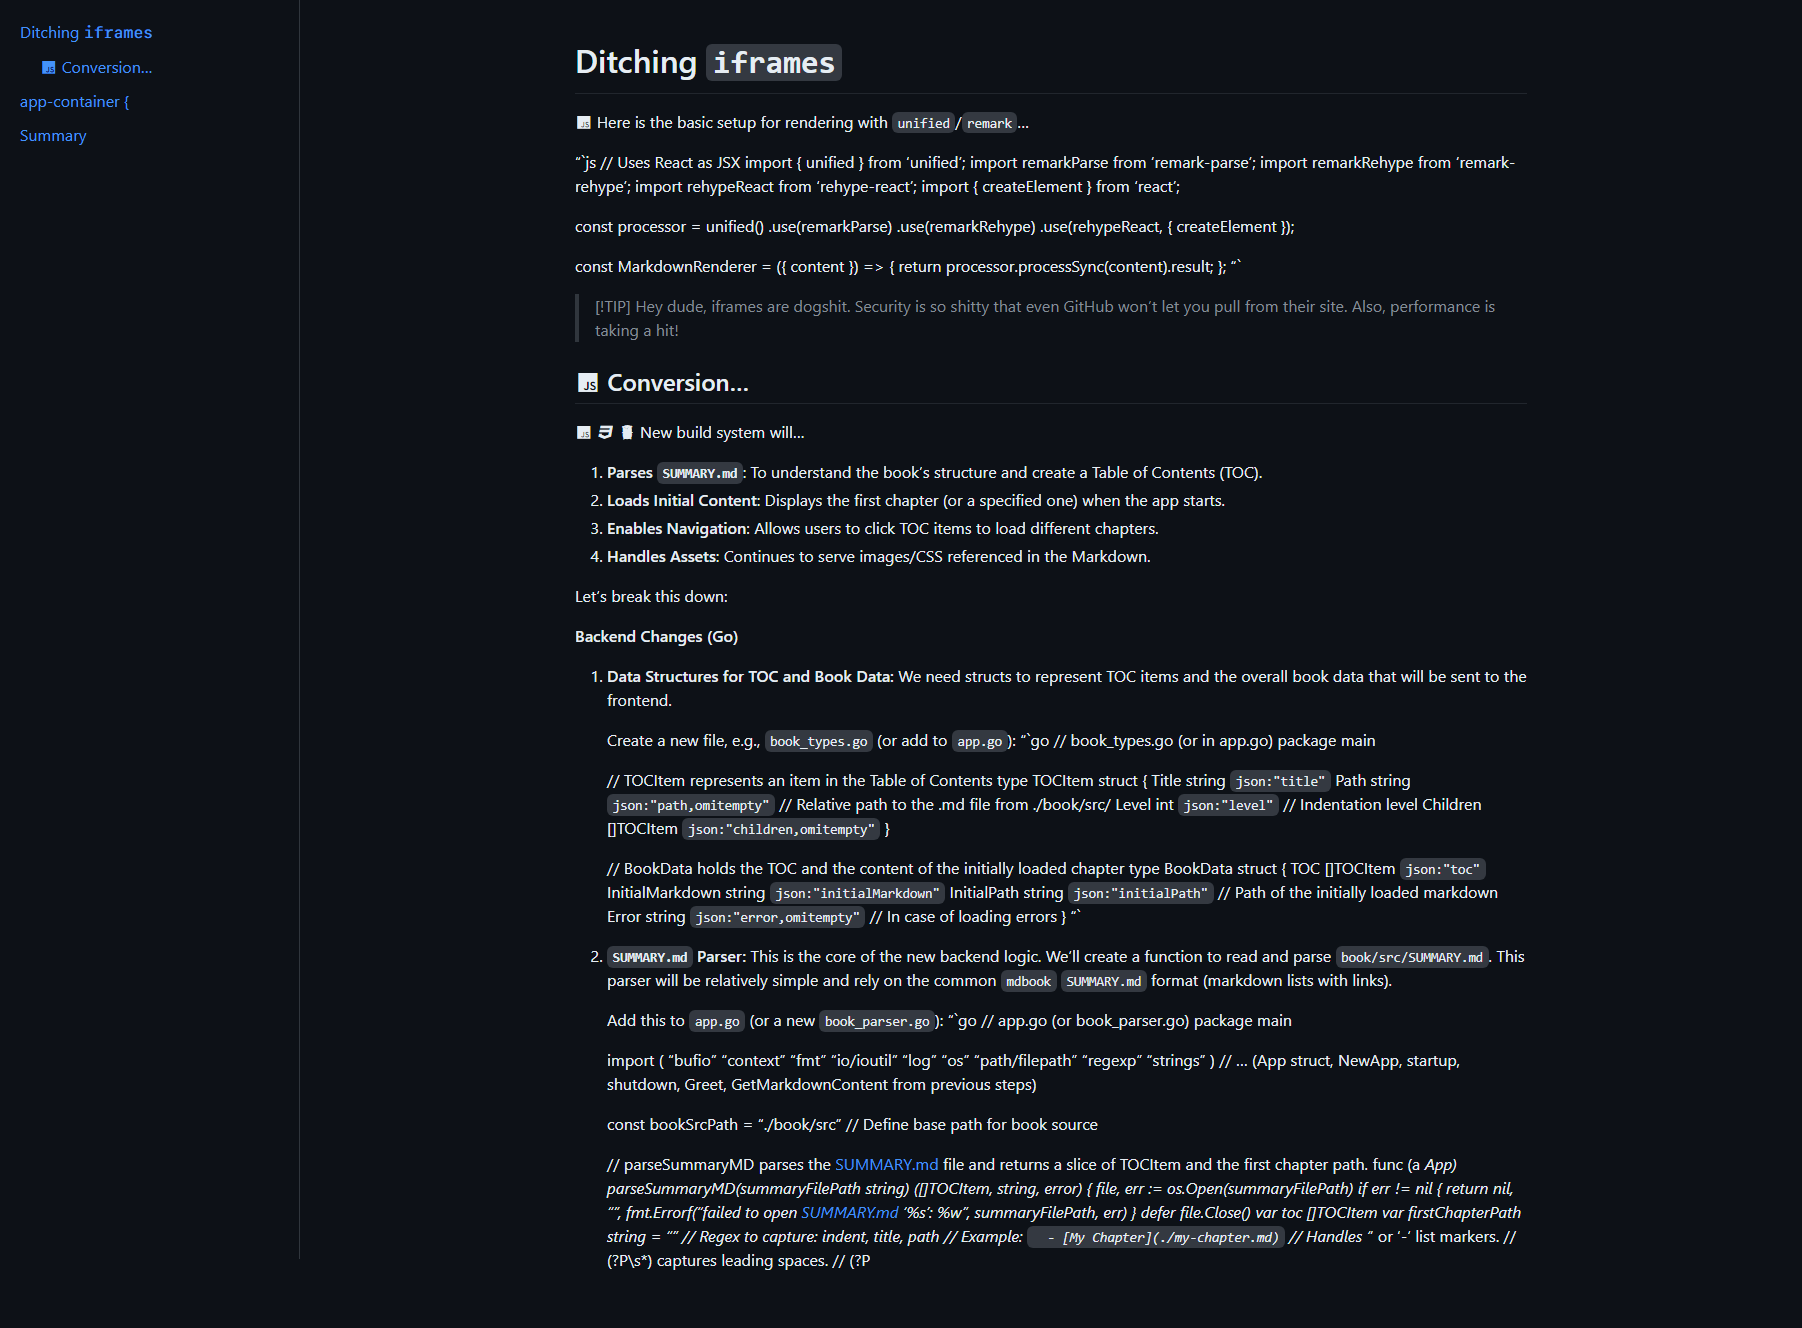 Ditching iframes
Conversion...
app-container {
Summary
Ditching iframes
Here is the basic setup for rendering with unified/remark...
“`js // Uses React as JSX import { unified } from ‘unified’; import remarkParse from ‘remark-parse’; import remarkRehype from ‘remark-
rehype’; import rehypeReact from ‘rehype-react’; import { createElement } from ‘react’;
const processor = unified() .use(remarkParse) .use(remarkRehype) .use(rehypeReact, { createElement });
const MarkdownRenderer = ({ content }) => { return processor.processSync(content).result; }; “`
[!TIP] Hey dude, iframes are dogshit. Security is so shitty that even GitHub won’t let you pull from their site. Also, performance is
taking a hit!
JS Conversion...
New build system will...
1. Parses SUMMARY.md: To understand the book’s structure and create a Table of Contents (TOC).
2. Loads Initial Content: Displays the first chapter (or a specified one) when the app starts.
3. Enables Navigation: Allows users to click TOC items to load different chapters.
4. Handles Assets: Continues to serve images/CSS referenced in the Markdown.
Let’s break this down:
Backend Changes (Go)
1. Data Structures for TOC and Book Data: We need structs to represent TOC items and the overall book data that will be sent to the
frontend.
Create a new file, e.g., book_types.go (or add to app.go): “`go // book_types.go (or in app.go) package main
// TOCItem represents an item in the Table of Contents type TOCItem struct { Title string json:"title" Path string
json:"path,omitempty" // Relative path to the .md file from ./book/src/ Level int json:"level" // Indentation level Children
[]TOCItem json:"children,omitempty" }
// BookData holds the TOC and the content of the initially loaded chapter type BookData struct { TOC []TOCItem json:"toc"
InitialMarkdown string json:"initialMarkdown" InitialPath string json:"initialPath" // Path of the initially loaded markdown
Error string json:"error,omitempty" // In case of loading errors } “`
2. SUMMARY.md Parser: This is the core of the new backend logic. We’ll create a function to read and parse book/src/SUMMARY.md. This
parser will be relatively simple and rely on the common mdbook SUMMARY.md format (markdown lists with links).
Add this to app.go (or a new book_parser.go): “`go // app.go (or book_parser.go) package main
import ( “bufio” “context” “fmt” “io/ioutil” “log” “os” “path/filepath” “regexp” “strings” ) // ... (App struct, NewApp, startup,
shutdown, Greet, GetMarkdownContent from previous steps)
const bookSrcPath = “./book/src” // Define base path for book source
// parseSummaryMD parses the SUMMARY.md file and returns a slice of TOCItem and the first chapter path. func (a App)
parseSummaryMD(summaryFilePath string) ([]TOCItem, string, error) { file, err := os.Open(summaryFilePath) if err != nil { return nil,
“”, fmt.Errorf(“failed to open SUMMARY.md ‘%s’: %w”, summaryFilePath, err) } defer file.Close() var toc []TOCItem var firstChapterPath
string = “” // Regex to capture: indent, title, path // Example: - [My Chapter](./my-chapter.md) // Handles ‘’ or ‘-‘ list markers. //
(?P\s*) captures leading spaces. // (?P